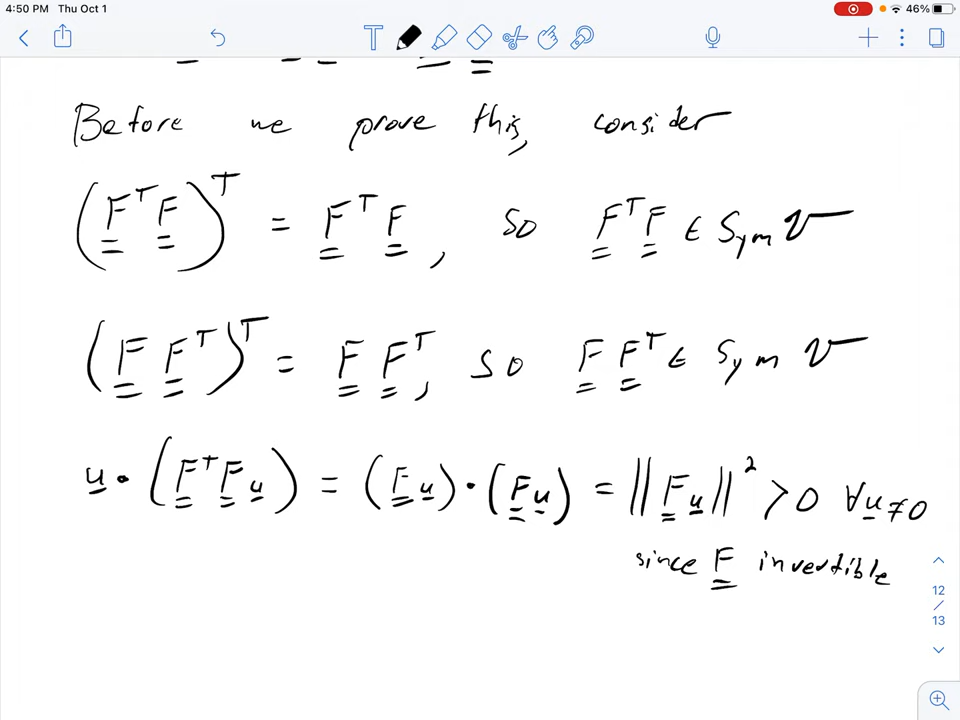 4:50 PM Thu Oct 1
46%
Before we prove this, consider
(F^T F)^T = F^T F, so F^T F ∈ Sym V
(F F^T)^T = F F^T, so F F^T ∈ Sym V
u · (F^T F u) = (F u) · (F u) = ||F u||^2 > 0 ∀u ≠ 0
since F invertible
12
/
13